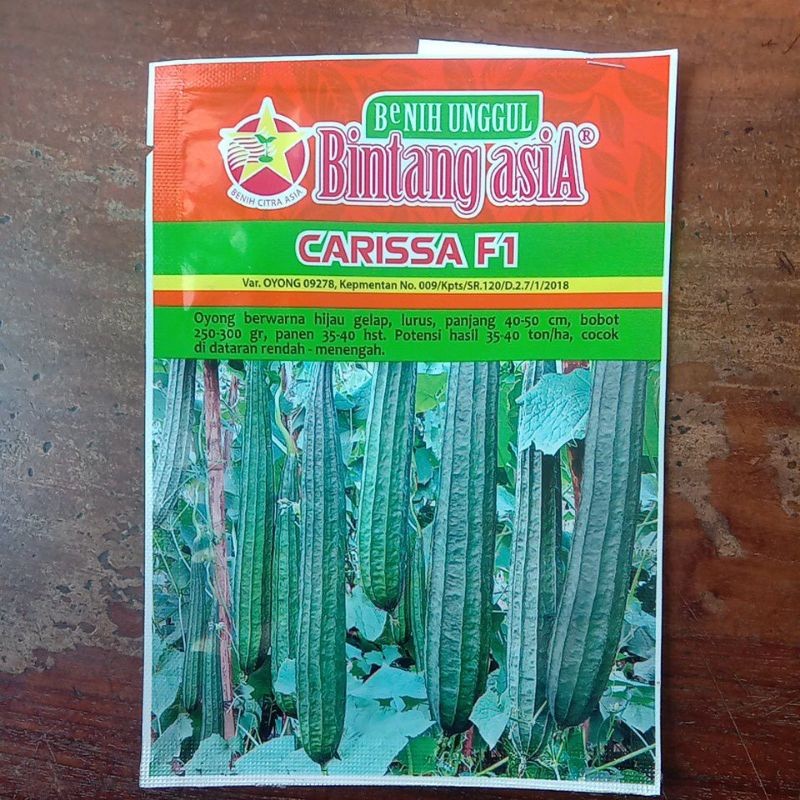 BeNIH UNGGUL
Bintang asiA®
BENIH CITRA ASIA
CARISSA F1
Var. OYONG 09278, Kepmentan No. 009/Kpts/SR.120/D.2.7/1/2018
Oyong berwarna hijau gelap, lurus, panjang 40-50 cm, bobot
250-300 gr, panen 35-40 hst. Potensi hasil 35-40 ton/ha, cocok
di dataran rendah - menengah.